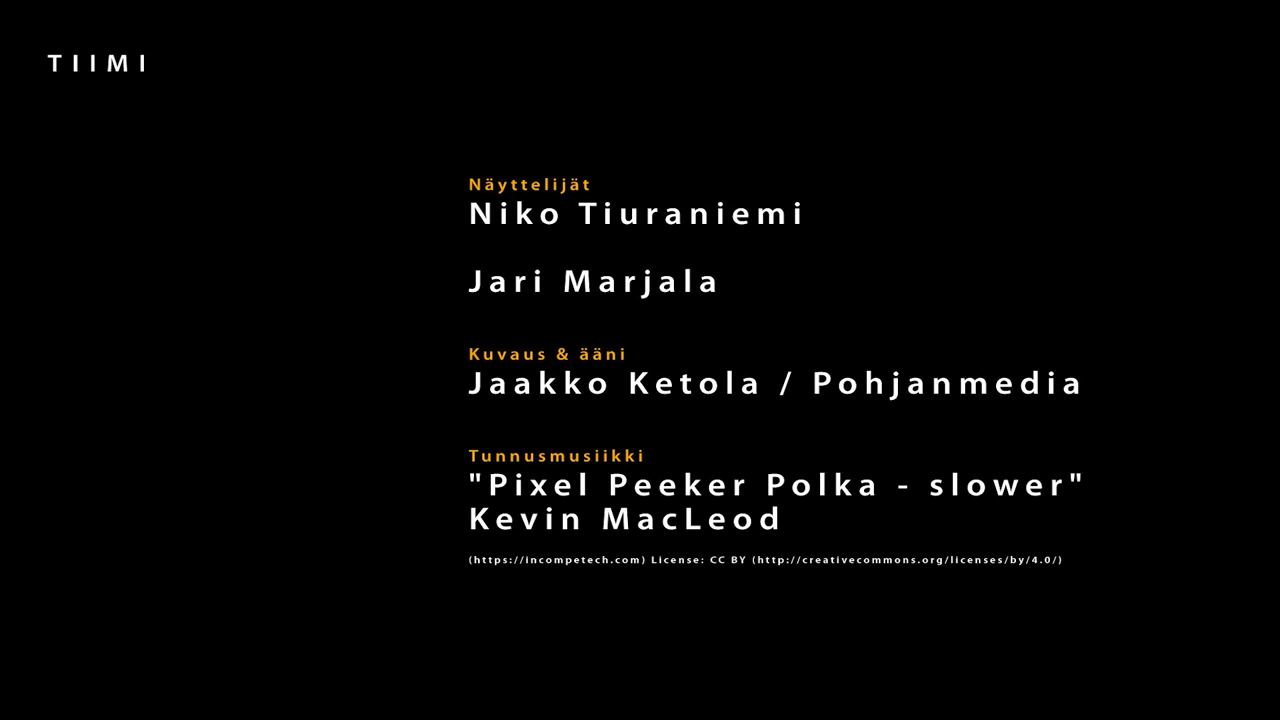 TIIMI
Näyttelijät
Niko Tiuraniemi
Jari Marjala
Kuvaus & ääni
Jaakko Ketola / Pohjanmedia
Tunnusmusiikki
"Pixel Peeker Polka - slower"
Kevin MacLeod
(https://incompetech.com) License: CC BY (http://creativecommons.org/licenses/by/4.0/)